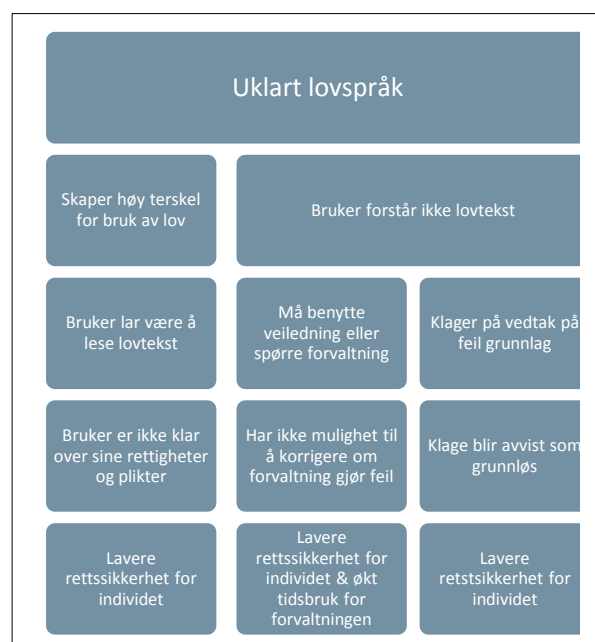 Uklart lovspråk
Skaper høy terskel
for bruk av lov
Bruker forstår ikke lovtekst
Bruker lar være å
lese lovtekst
Må benytte
veiledning eller
spørre forvaltning
Klager på vedtak på
feil grunnlag
Bruker er ikke klar
over sine rettigheter
og plikter
Har ikke mulighet til
å korrigere om
forvaltning gjør feil
Klage blir avvist som
grunnløs
Lavere
rettssikkerhet for
individet
Lavere
rettssikkerhet for
individet & økt
tidsbruk for
forvaltningen
Lavere
retstsikkerhet for
individet